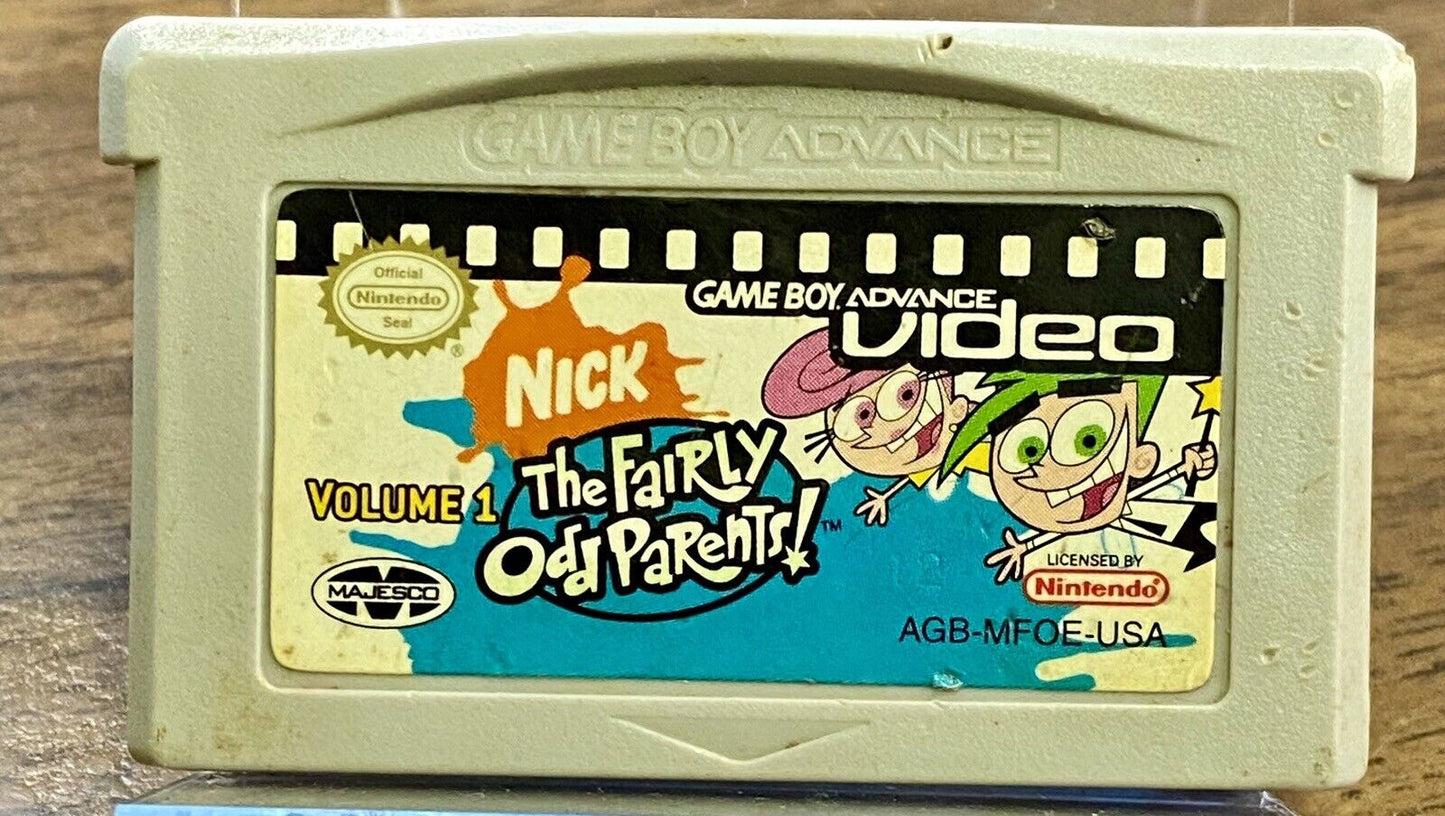 GAME BOY ADVANCE
Official
Nintendo
Seal
®
GAME BOY ADVANCE
video
NICK
VOLUME 1
The Fairly
Odd Parents!
™
MAJESCO
LICENSED BY
Nintendo®
AGB-MFOE-USA